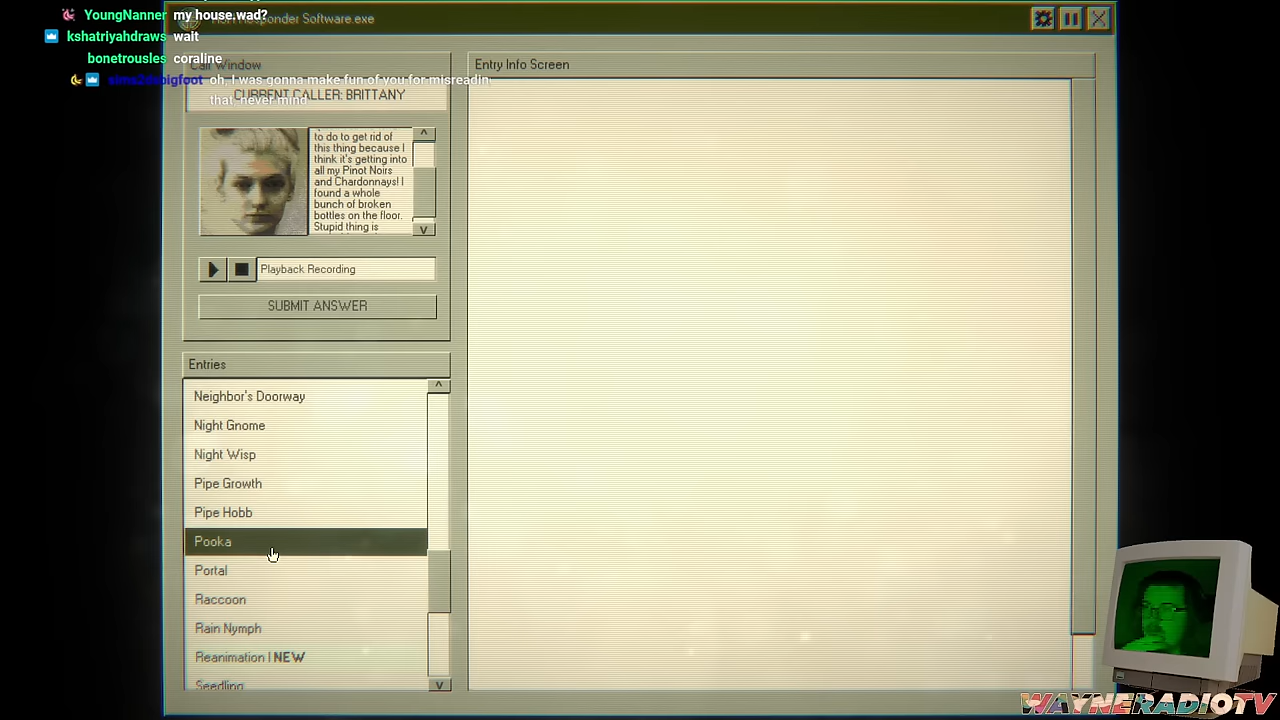 YoungNanner my house.wad?
kshatriyahdraws wait
bonetrousles coraline
oh, I was gonna make fun of you for misreadin
that, never mind
Responder Software.exe
Call Window
CURRENT CALLER: BRITTANY
to do to get rid of
this thing because I
think it's getting into
all my Pinot Noirs
and Chardonnays! I
found a whole
bunch of broken
bottles on the floor.
Stupid thing is
Playback Recording
SUBMIT ANSWER
Entries
Neighbor's Doorway
Night Gnome
Night Wisp
Pipe Growth
Pipe Hobb
Pooka
Portal
Raccoon
Rain Nymph
Reanimation | NEW
Seedling
Entry Info Screen
WAYNERADIOTV